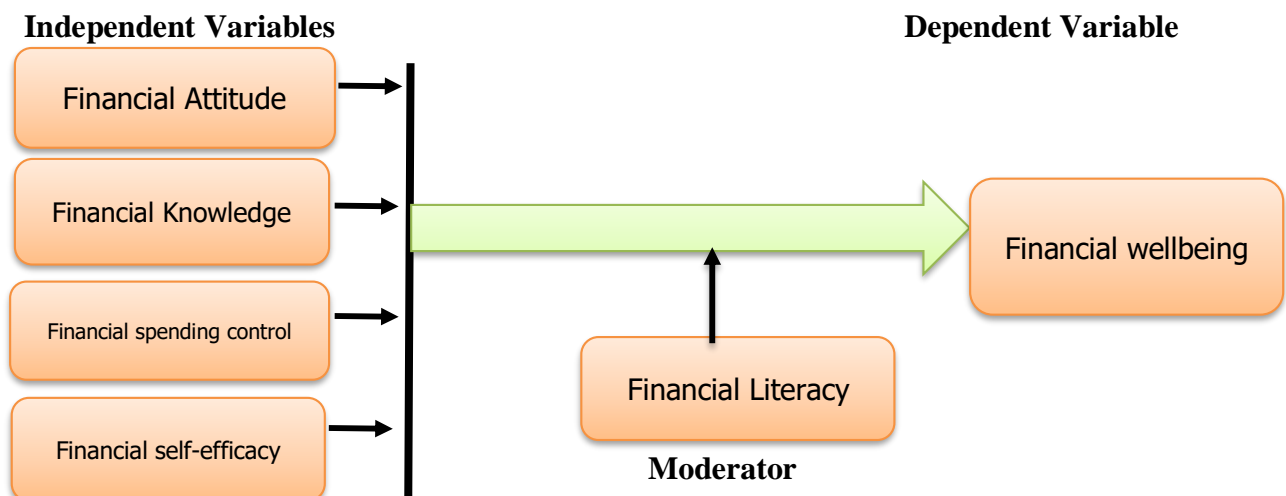 Independent Variables
Dependent Variable
Financial Attitude
Financial Knowledge
Financial wellbeing
Financial spending control
Financial Literacy
Financial self-efficacy
Moderator